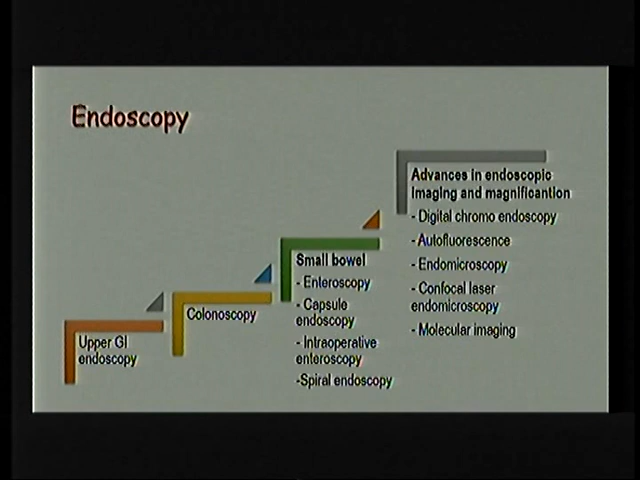 Endoscopy
Upper GI
endoscopy
Colonoscopy
Small bowel
- Enteroscopy
- Capsule
endoscopy
- Intraoperative
enteroscopy
-Spiral endoscopy
Advances in endoscopic
imaging and magnificantion
- Digital chromo endoscopy
- Autofluorescence
- Endomicroscopy
- Confocal laser
endomicroscopy
- Molecular imaging